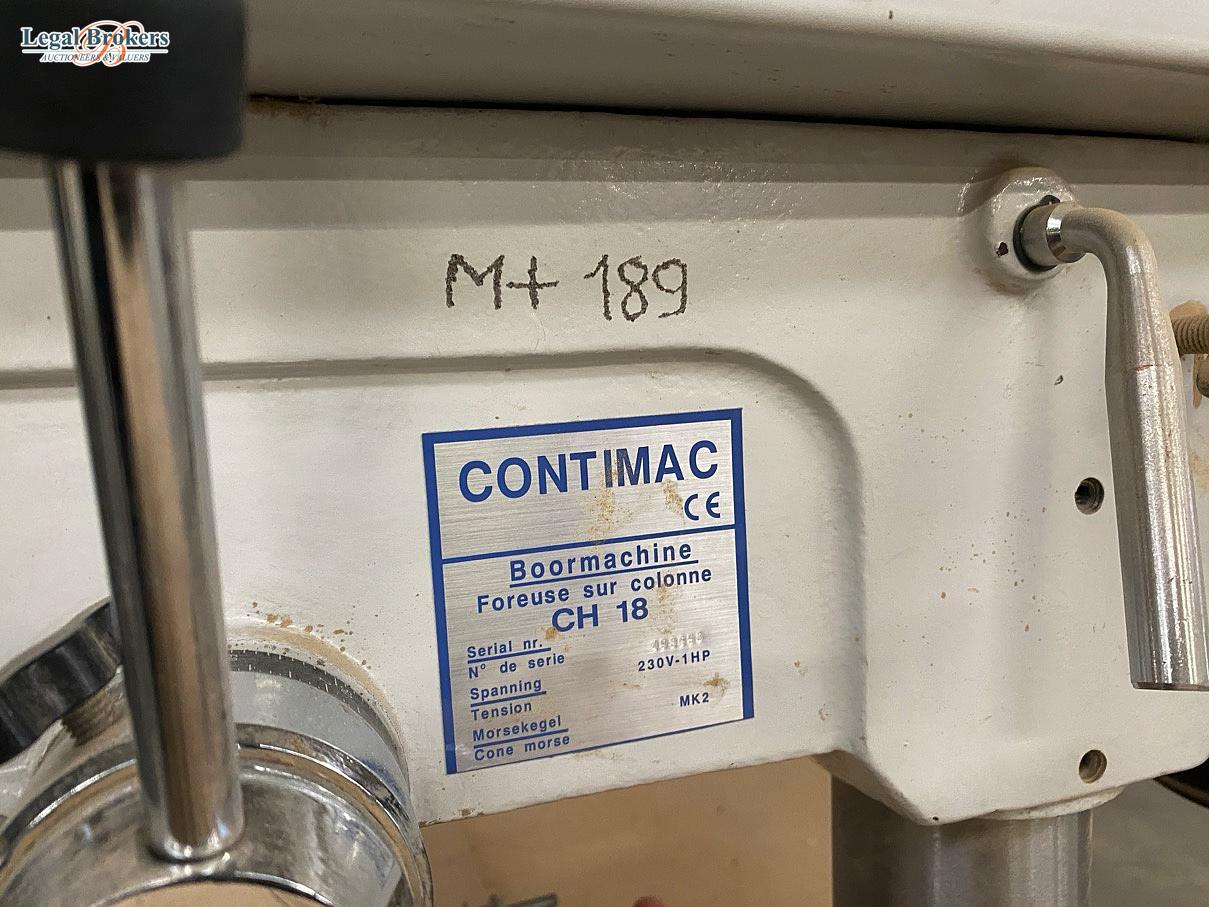 Legal Brokers
AUCTIONEERS & VALUERS
M+ 189
CONTIMAC
CE
Boormachine
Foreuse sur colonne
CH 18
Serial nr.
N° de serie
230V-1HP
Spanning
Tension
MK2
Morsekegel
Cone morse